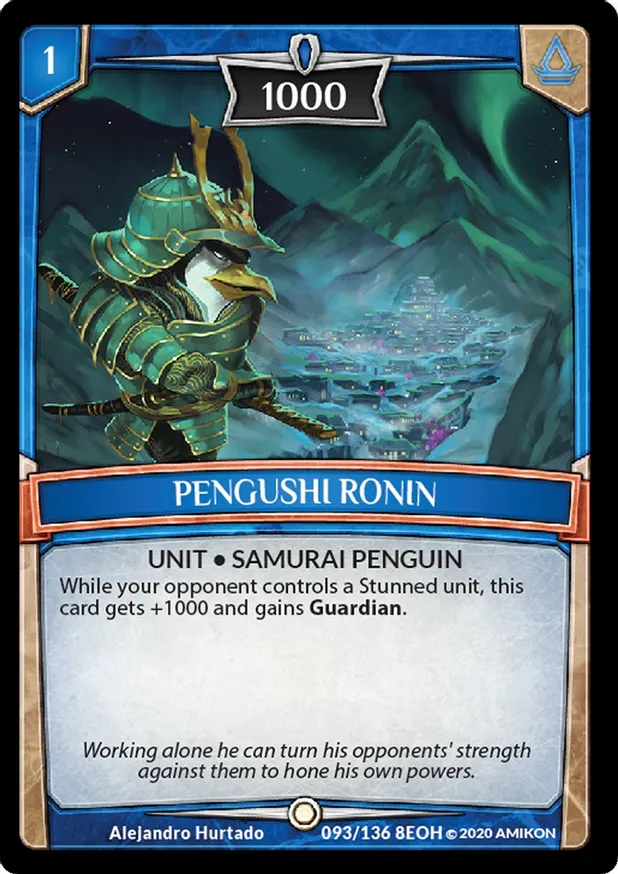 1
1000
PENGUSHI RONIN
UNIT • SAMURAI PENGUIN
While your opponent controls a Stunned unit, this
card gets +1000 and gains Guardian.
Working alone he can turn his opponents' strength
against them to hone his own powers.
Alejandro Hurtado 093/136 8EOH © 2020 AMIKON